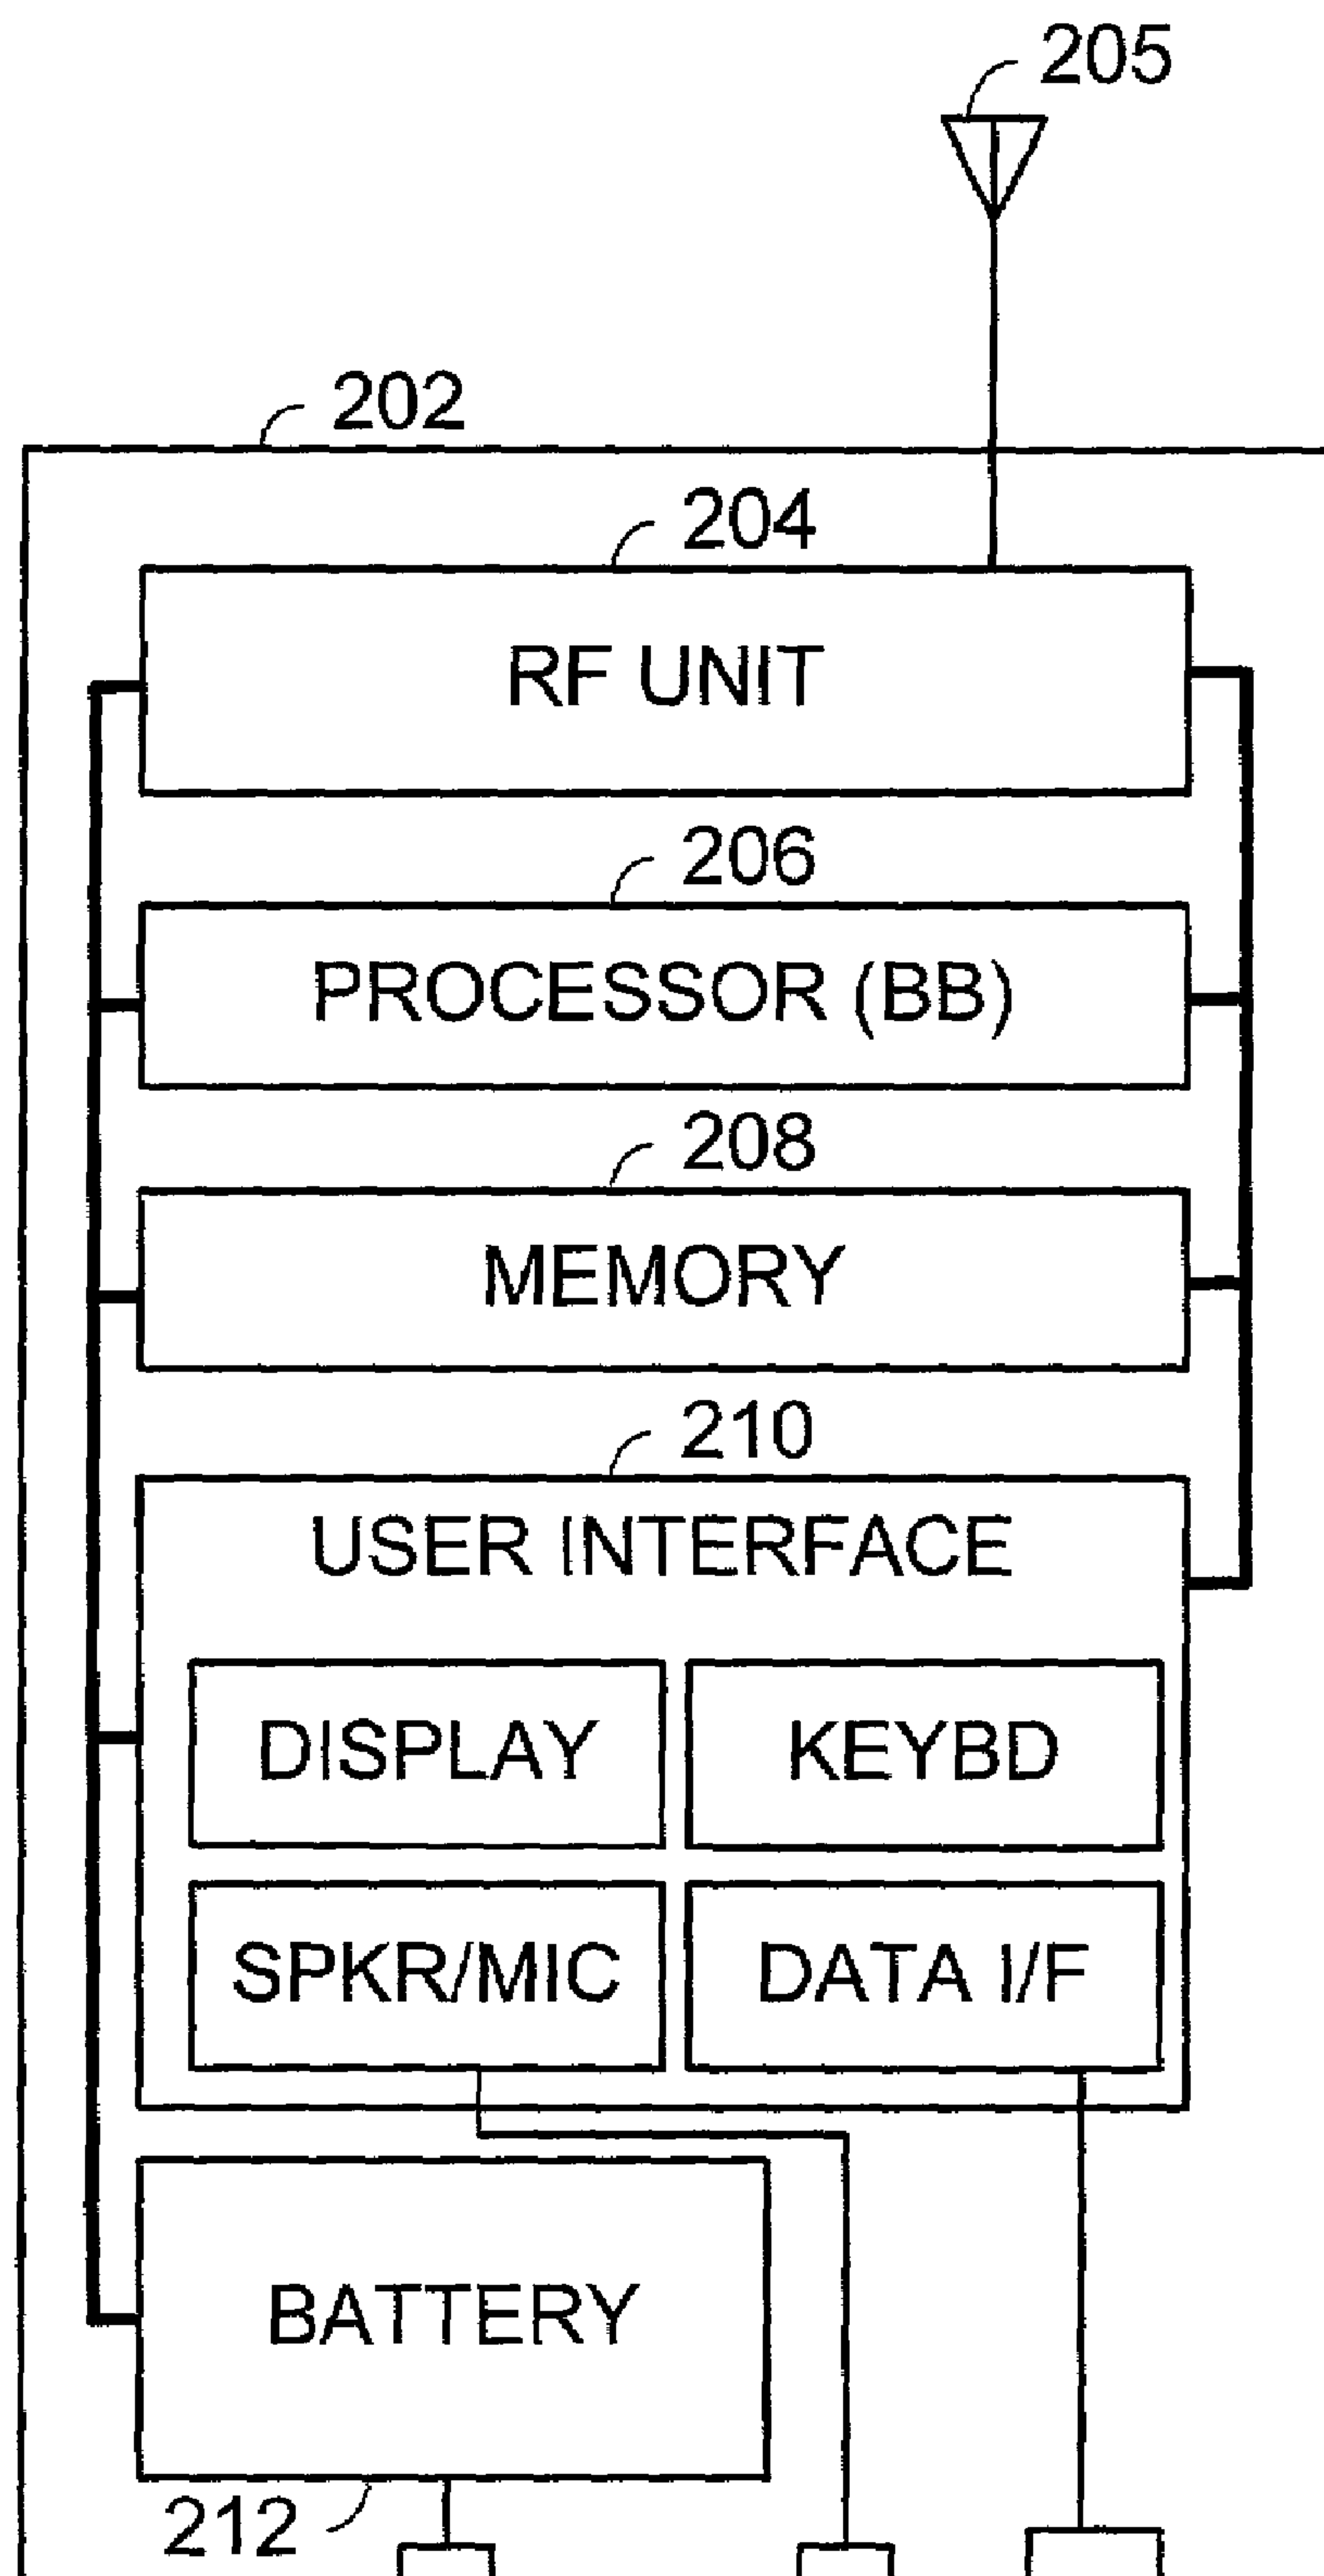 205
202
204
RF UNIT
206
PROCESSOR (BB)
208
MEMORY
210
USER INTERFACE
DISPLAY KEYBD
SPKR/MIC DATA I/F
BATTERY
212